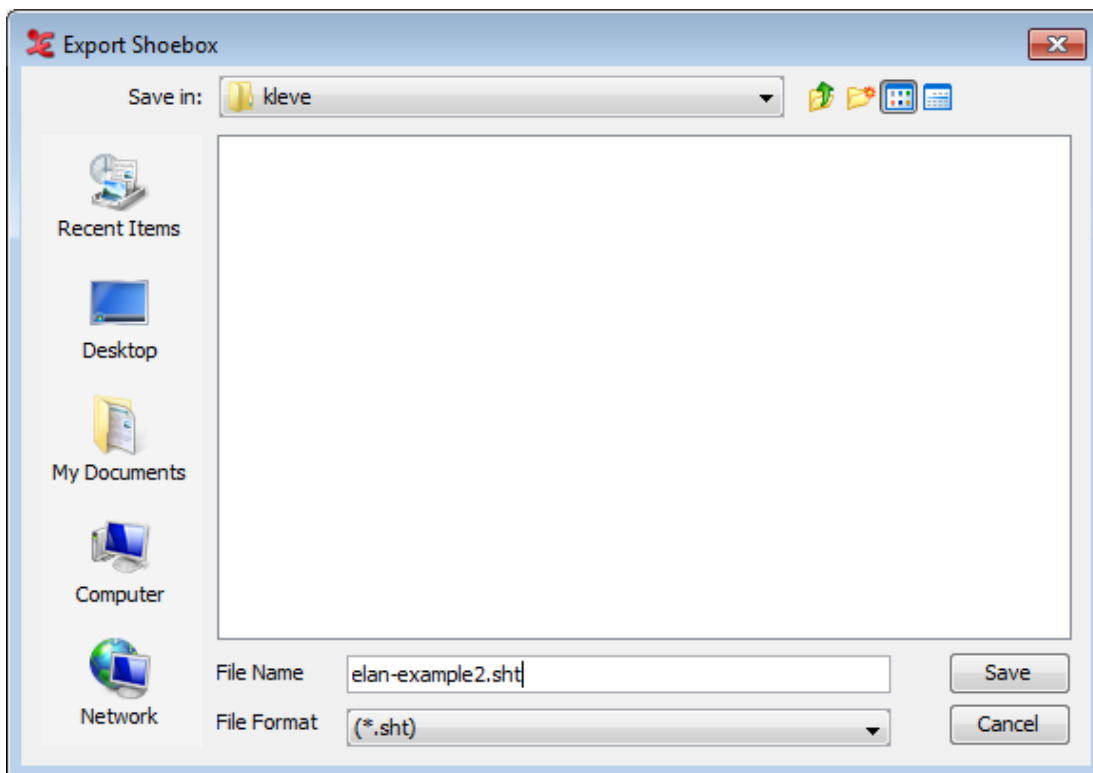 Export Shoebox
Save in: kleve
Recent Items
Desktop
My Documents
Computer
Network
File Name elan-example2.sht Save
File Format (*.sht) Cancel